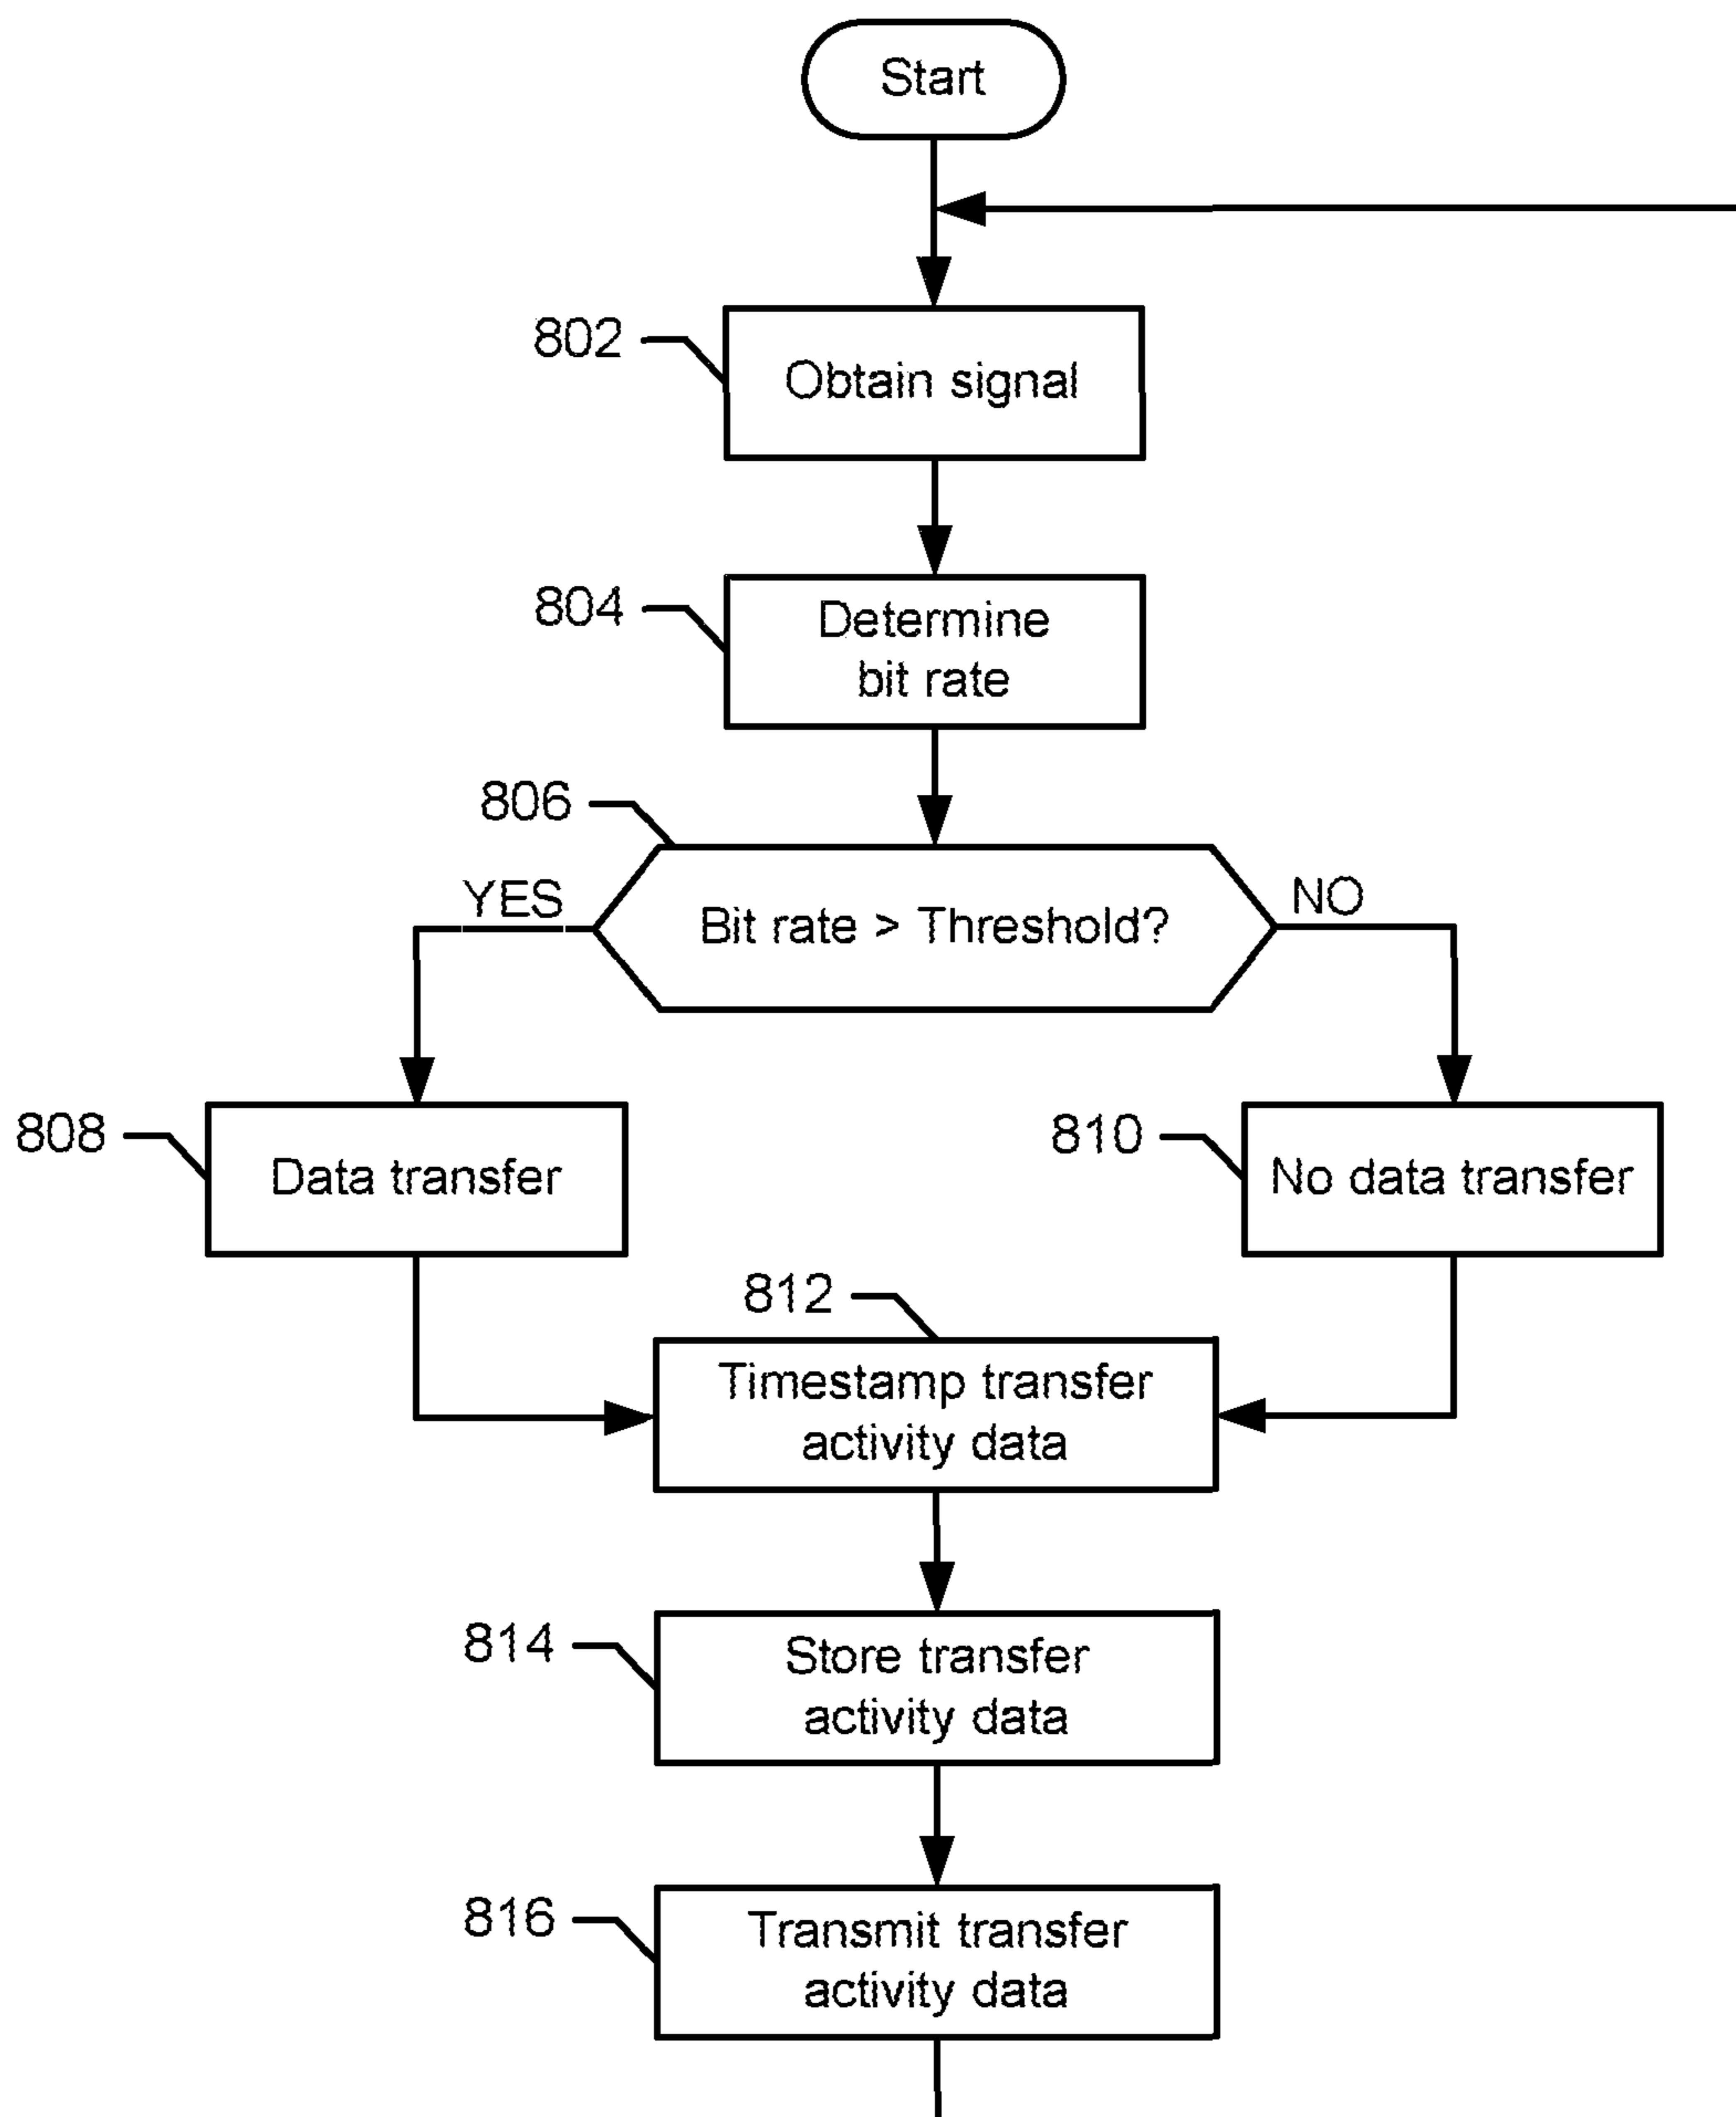 Start
802
Obtain signal
804
Determine
bit rate
806
YES
Bit rate > Threshold?
NO
808
Data transfer
810
No data transfer
812
Timestamp transfer
activity data
814
Store transfer
activity data
816
Transmit transfer
activity data